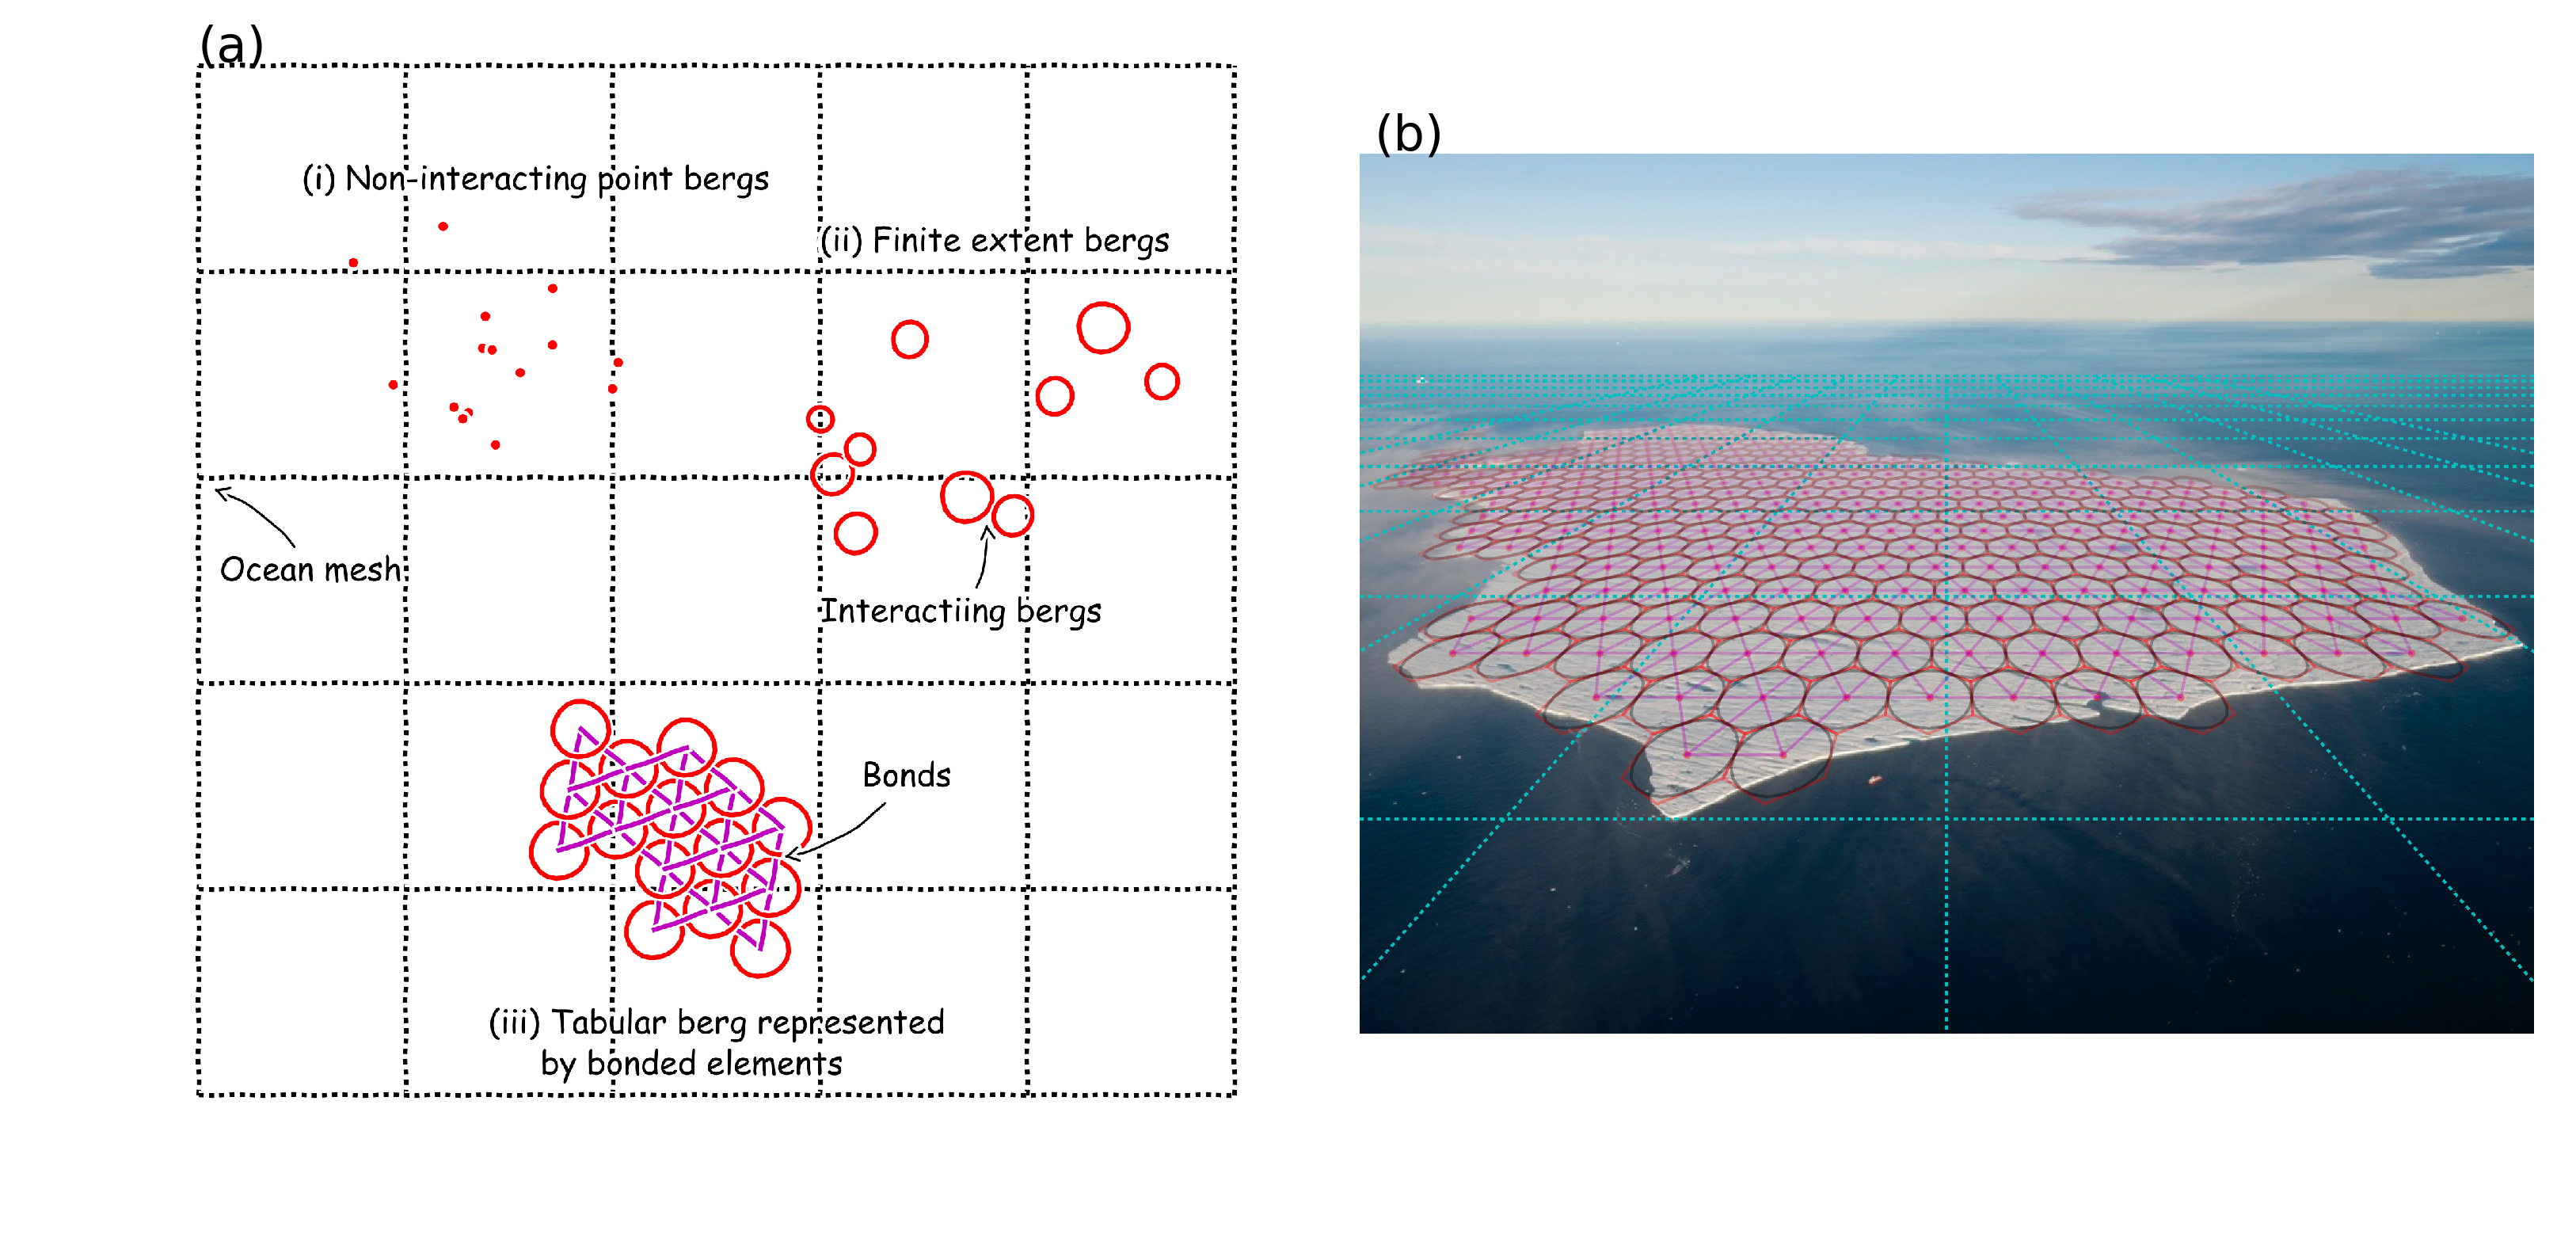 (a)
(b)
(i) Non-interacting point bergs
(ii) Finite extent bergs
Ocean mesh
Interactiing bergs
Bonds
(iii) Tabular berg represented
by bonded elements